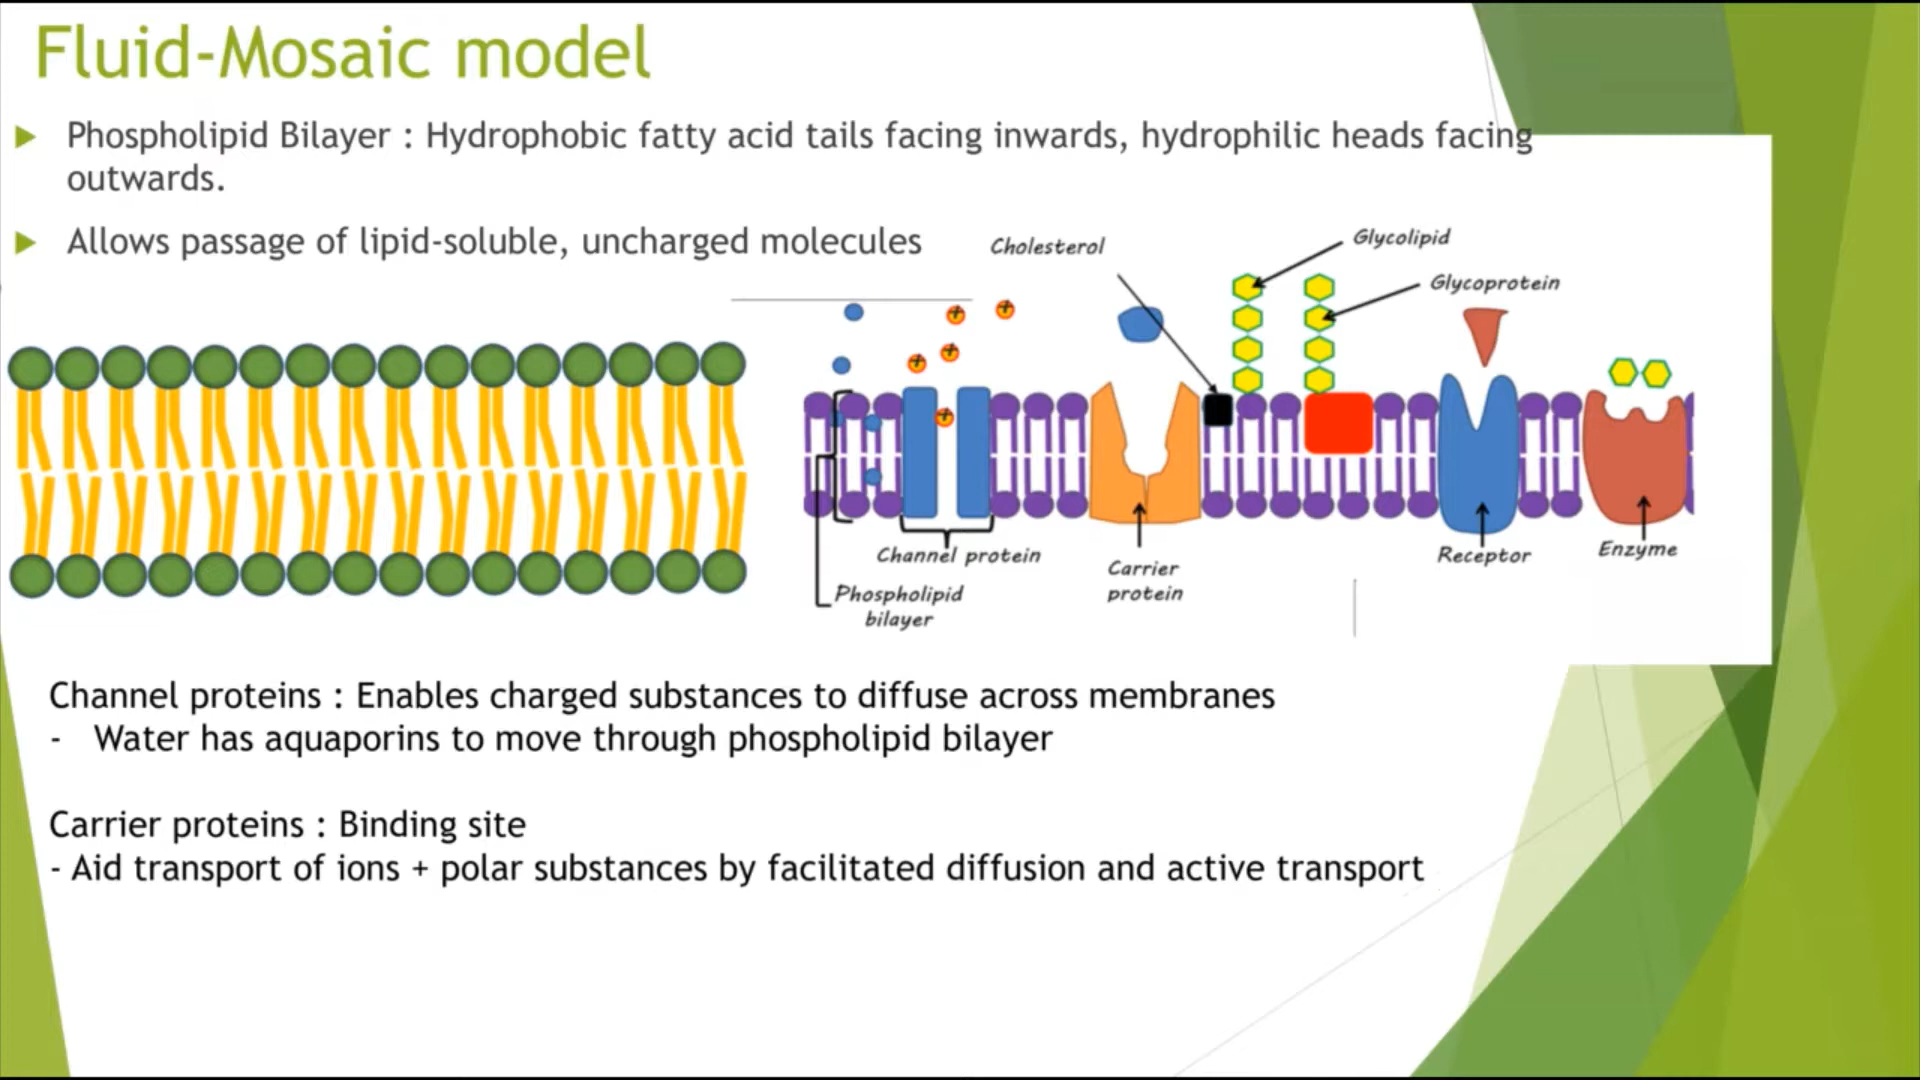 Fluid-Mosaic model
Phospholipid Bilayer : Hydrophobic fatty acid tails facing inwards, hydrophilic heads facing
outwards.
Allows passage of lipid-soluble, uncharged molecules
Cholesterol
Glycolipid
Glycoprotein
+
+
+
+
+
Channel protein
Phospholipid
bilayer
Carrier
protein
Receptor
Enzyme
Channel proteins : Enables charged substances to diffuse across membranes
- Water has aquaporins to move through phospholipid bilayer
Carrier proteins : Binding site
- Aid transport of ions + polar substances by facilitated diffusion and active transport